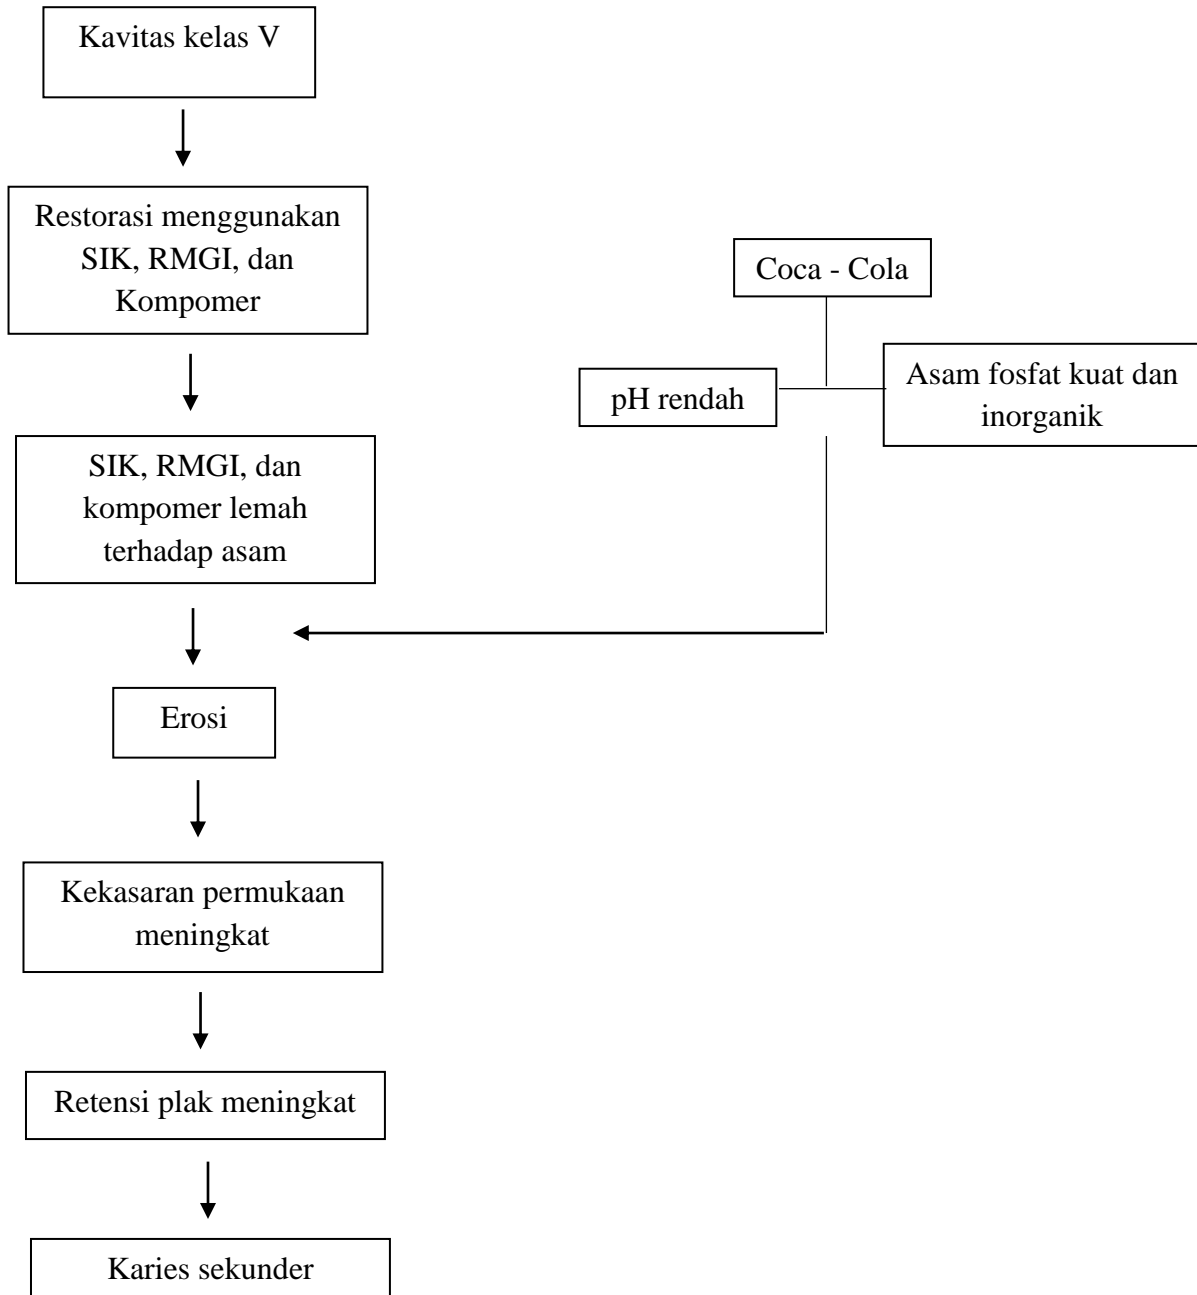 Kavitas kelas V
Restorasi menggunakan
SIK, RMGI, dan
Kompomer
Coca - Cola
pH rendah
Asam fosfat kuat dan
inorganik
SIK, RMGI, dan
kompomer lemah
terhadap asam
Erosi
Kekasaran permukaan
meningkat
Retensi plak meningkat
Karies sekunder